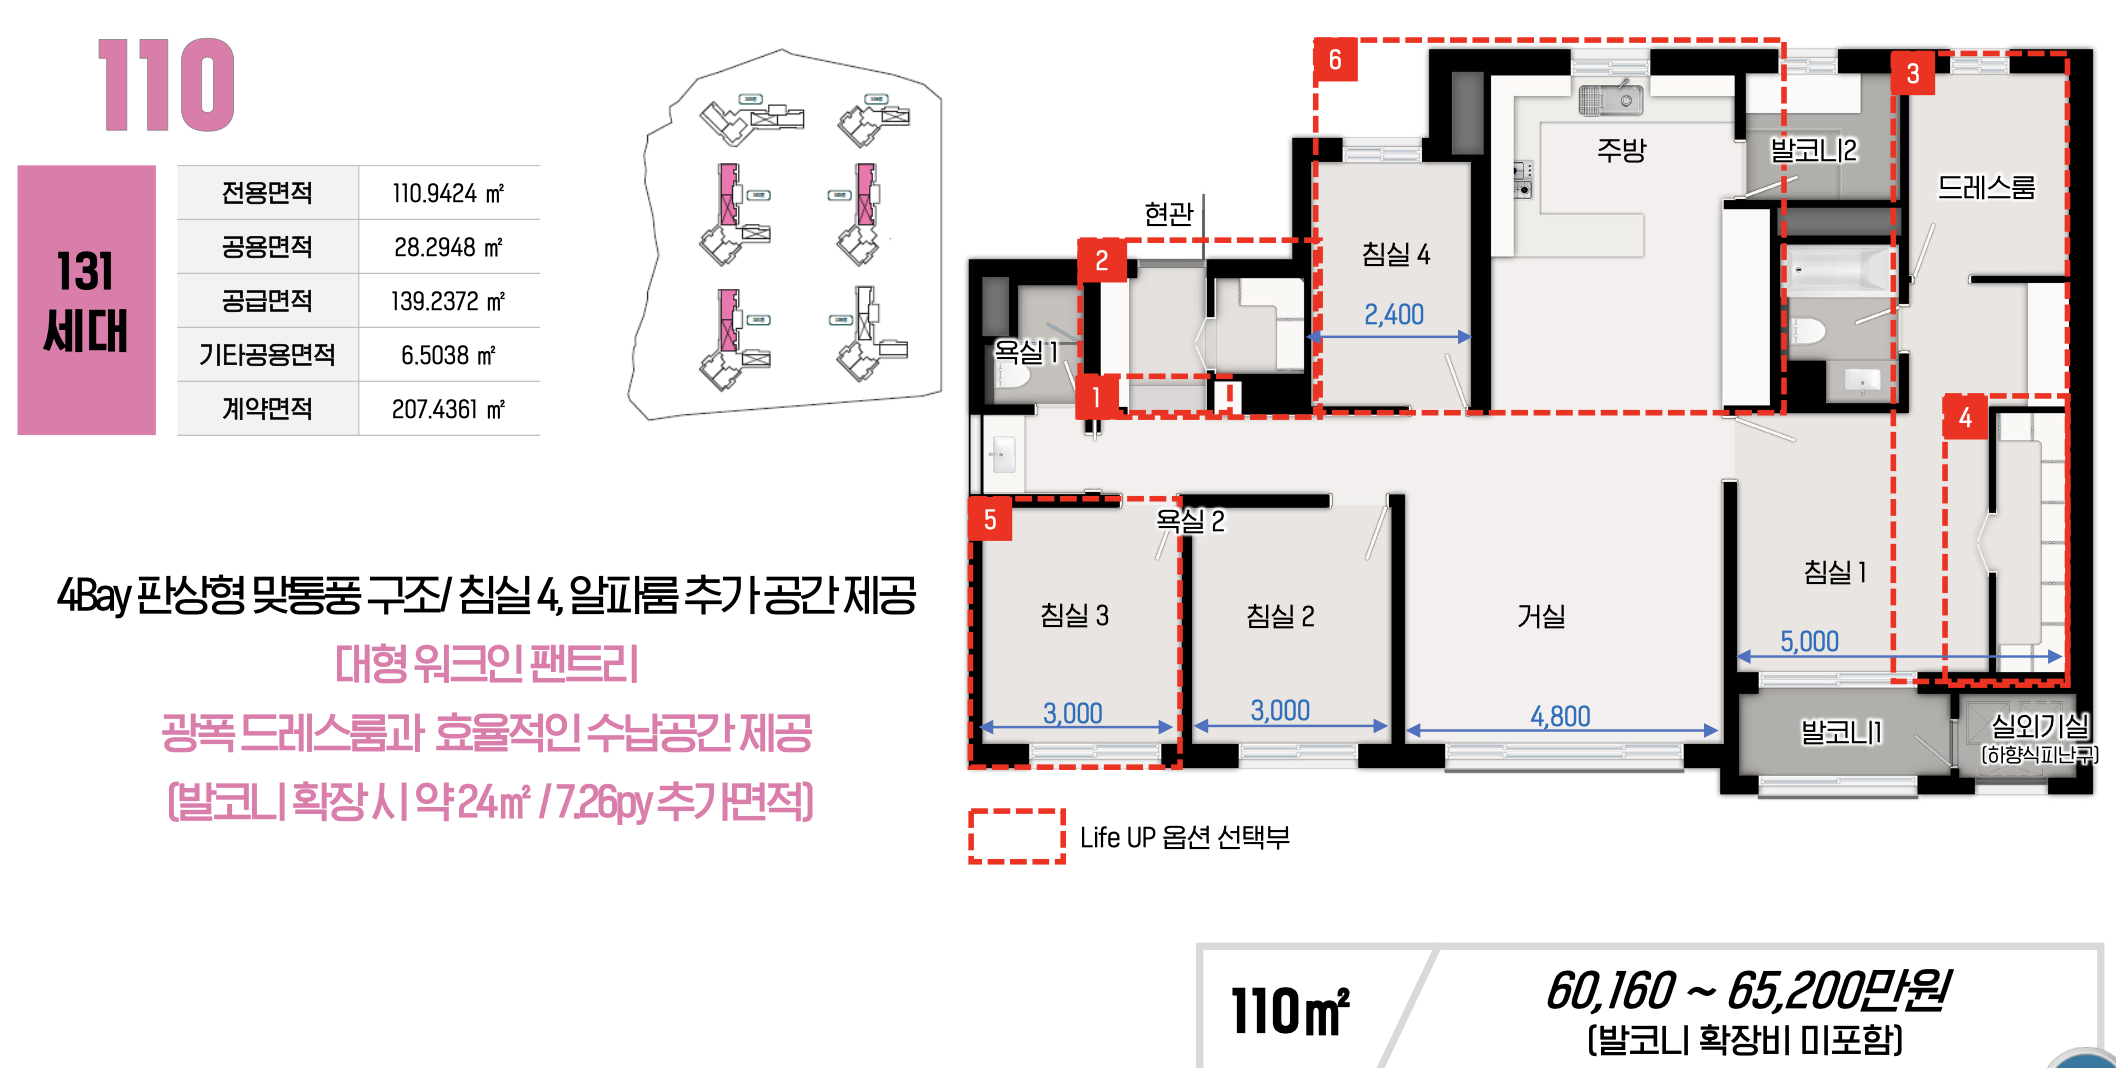 110
131
세대
전용면적 110.9424 ㎡
공용면적 28.2948 ㎡
공급면적 139.2372 ㎡
기타공용면적 6.5038 ㎡
계약면적 207.4361 ㎡
4Bay 판상형 맞통풍 구조/ 침실 4, 알파룸 추가 공간 제공
대형 워크인 팬트리
광폭 드레스룸과 효율적인 수납공간 제공
(발코니 확장 시 약 24㎡ / 7.26py 추가면적)
6
3
주방
발코니2
드레스룸
현관
2
침실 4
2,400
욕실 1
1
4
5
욕실 2
침실 1
5,000
침실 3
3,000
침실 2
3,000
거실
4,800
발코니1
실외기실
(하향식피난구)
Life UP 옵션 선택부
110㎡
60,160 ~ 65,200만원
(발코니 확장비 미포함)